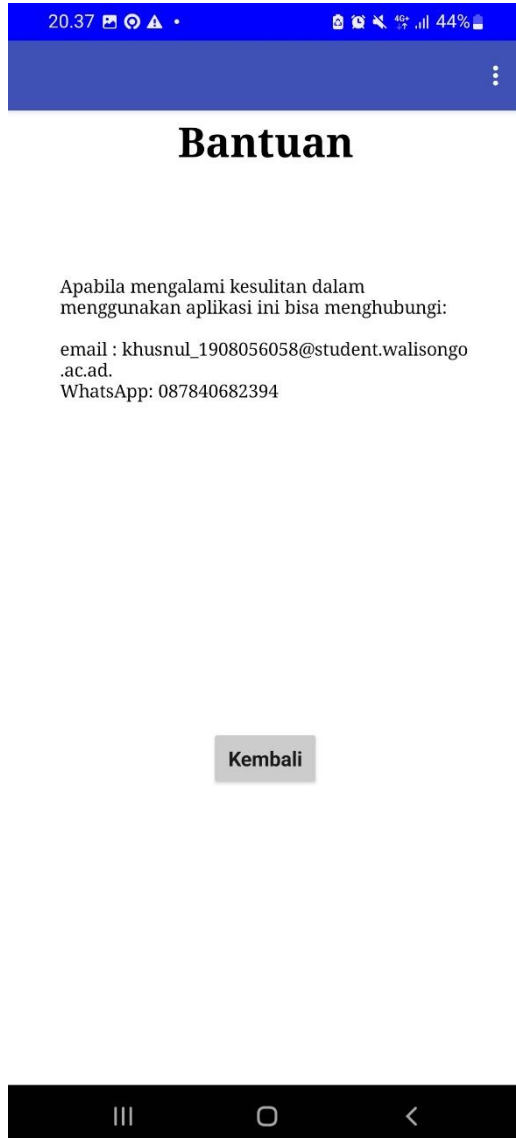 20.37
4G+
44%
Bantuan
Apabila mengalami kesulitan dalam
menggunakan aplikasi ini bisa menghubungi:
email : khusnul_1908056058@student.walisongo
.ac.ad.
WhatsApp: 087840682394
Kembali